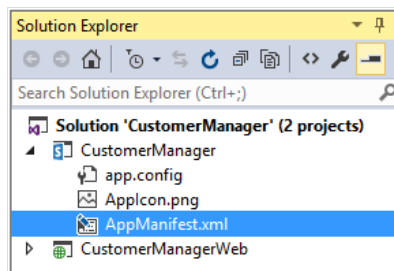 Solution Explorer
Search Solution Explorer (Ctrl+;)
Solution 'CustomerManager' (2 projects)
CustomerManager
app.config
AppIcon.png
AppManifest.xml
CustomerManagerWeb